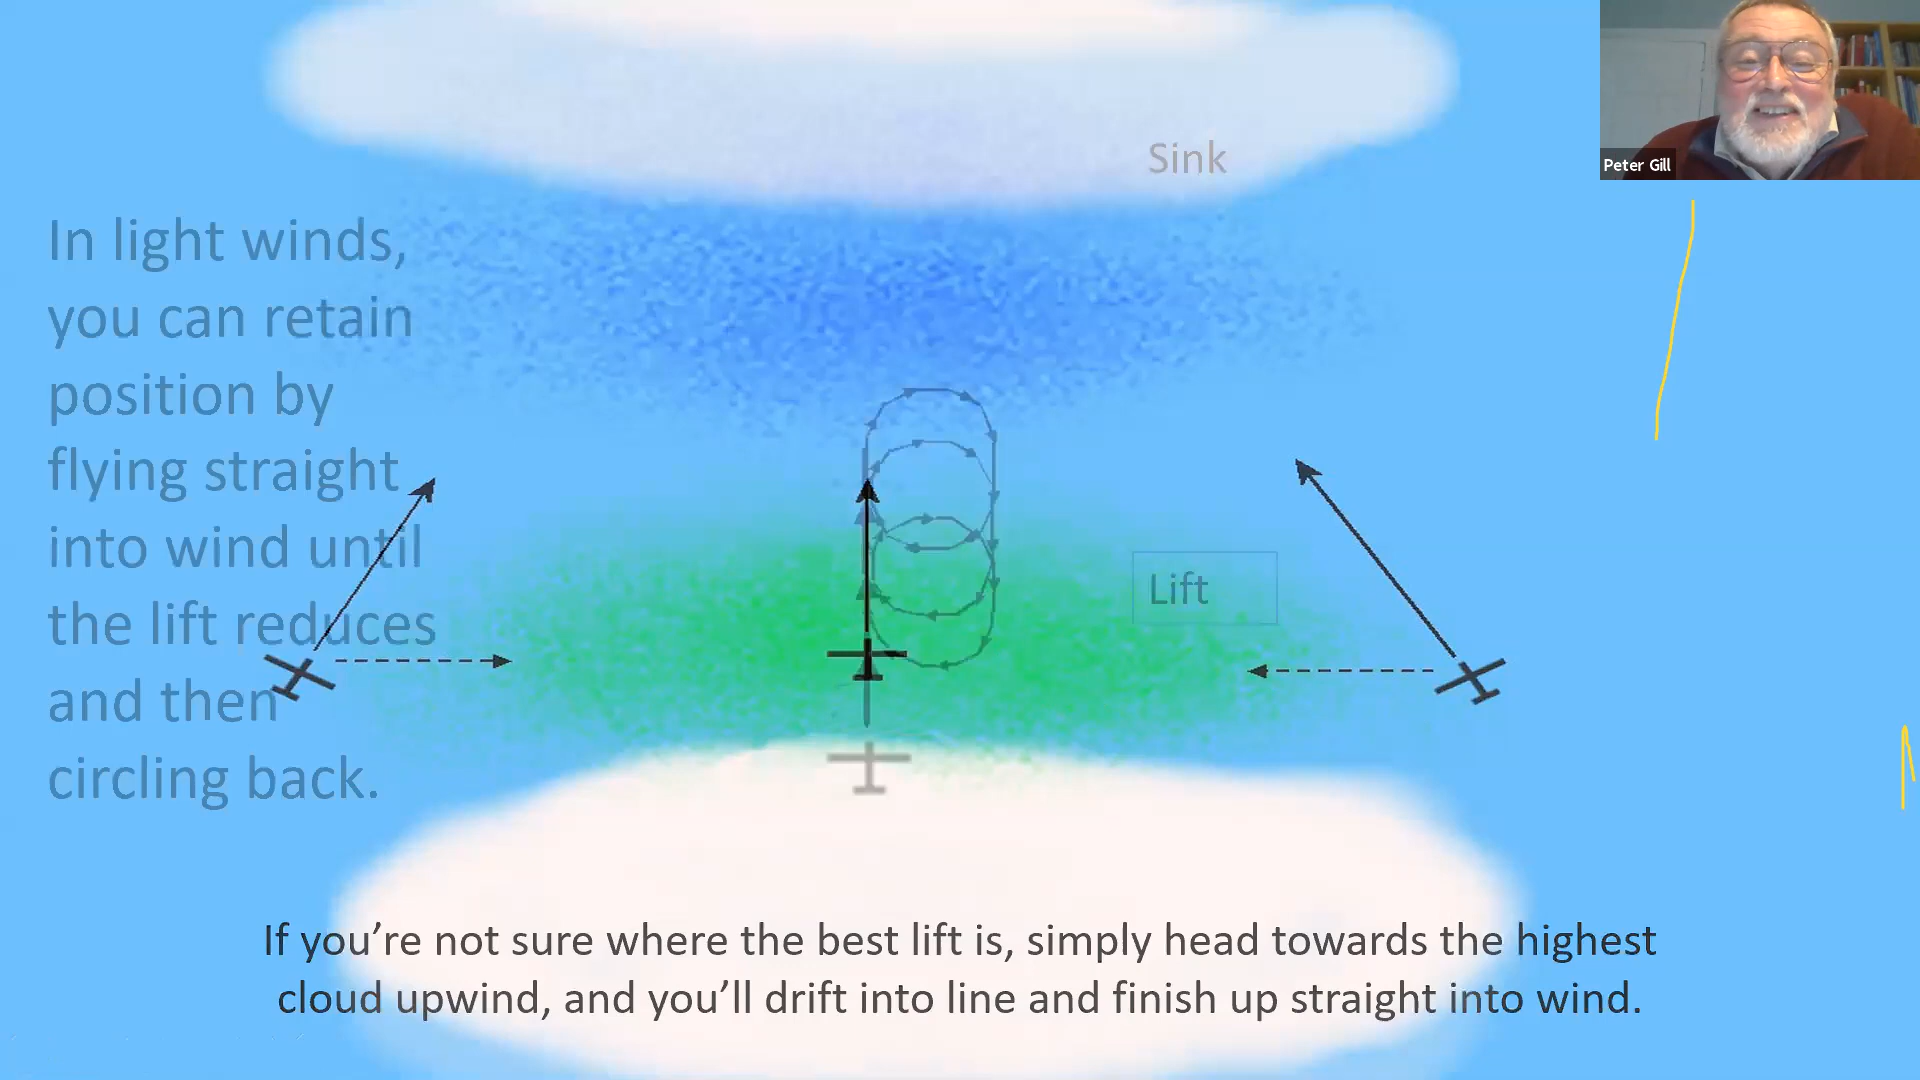 Sink
Peter Gill
In light winds,
you can retain
position by
flying straight
into wind until
the lift reduces
and then
circling back.
Lift
If you’re not sure where the best lift is, simply head towards the highest
cloud upwind, and you’ll drift into line and finish up straight into wind.